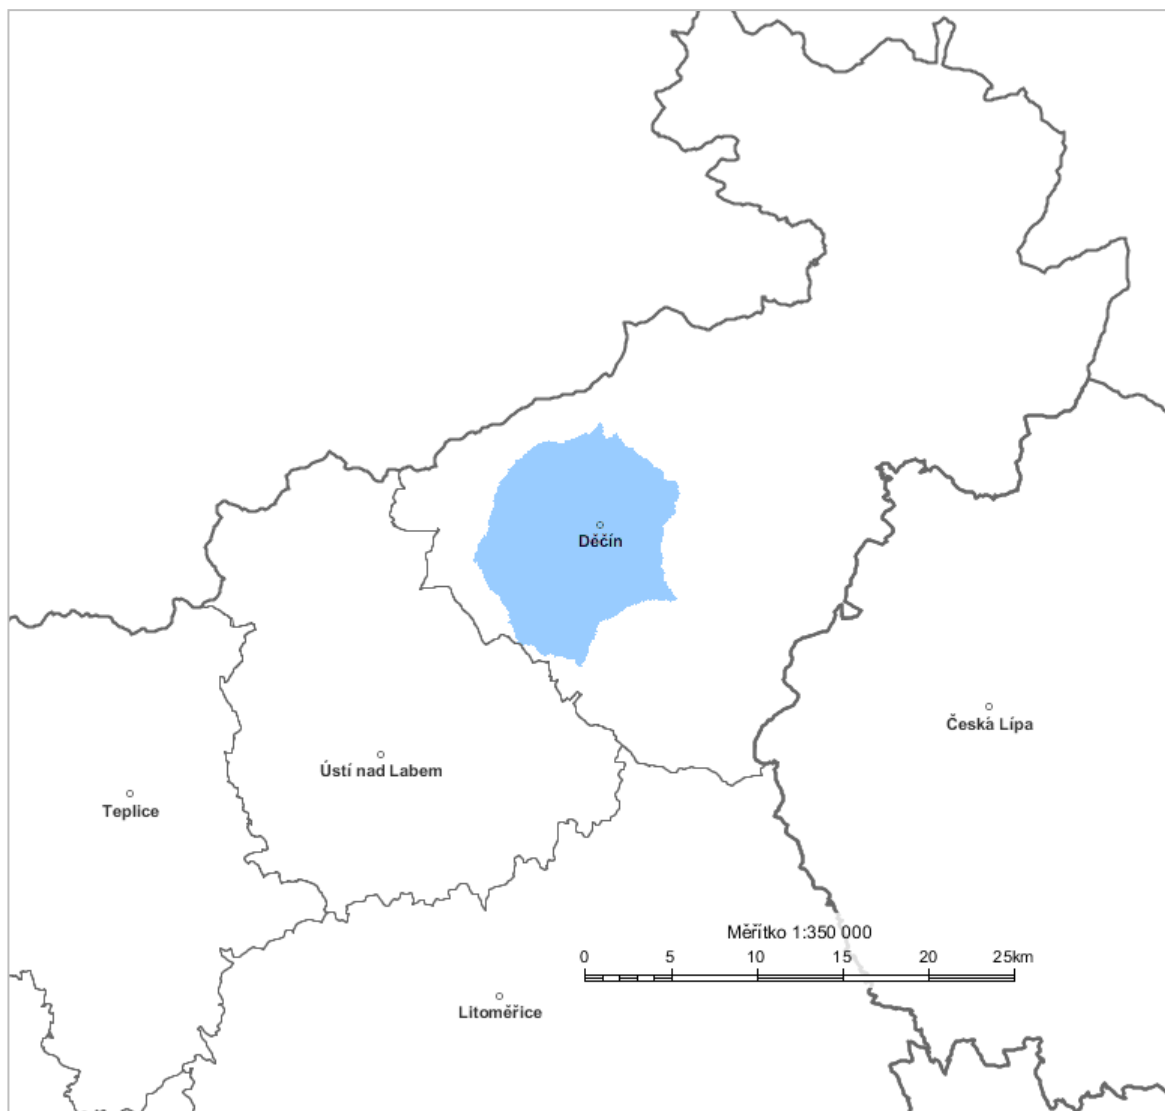 Děčín
Česká Lípa
Ústí nad Labem
Teplice
Měřítko 1:350 000
0 5 10 15 20 25km
Litoměřice